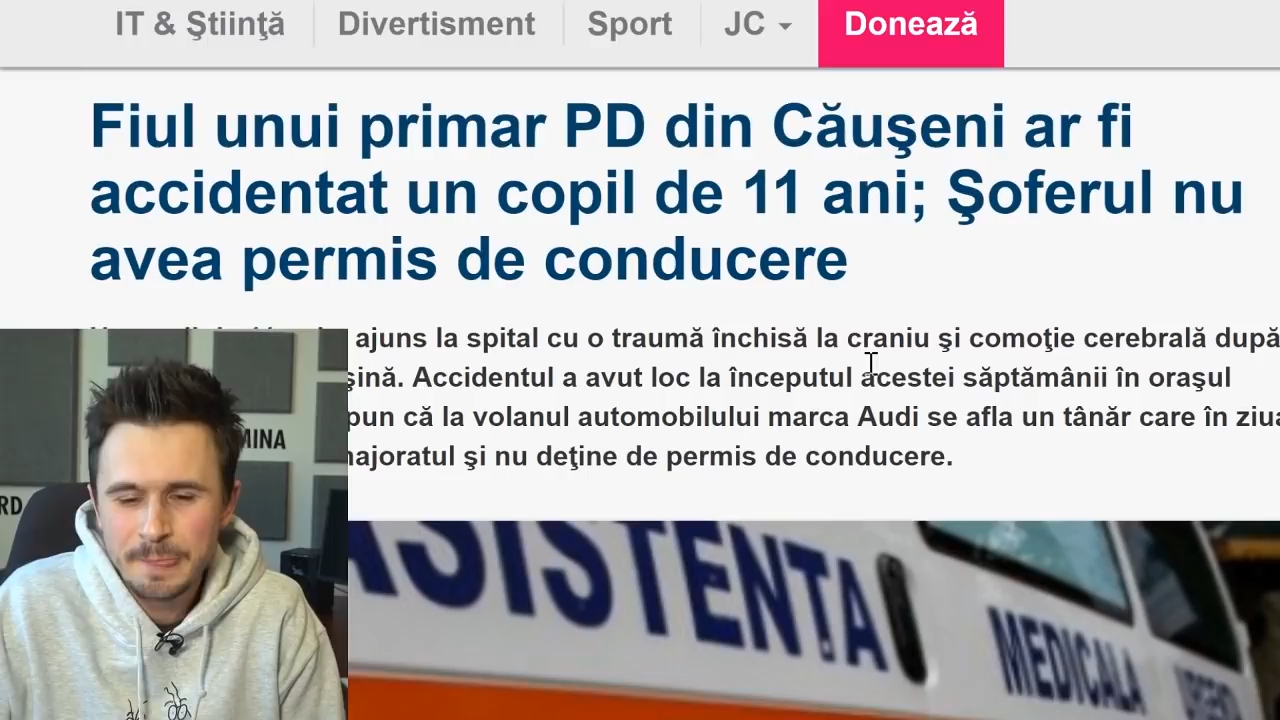 IT & Ştiinţă Divertisment Sport JC Donează
Fiul unui primar PD din Căuşeni ar fi
accidentat un copil de 11 ani; Şoferul nu
avea permis de conducere
ajuns la spital cu o traumă închisă la craniu şi comoţie cerebrală după
şină. Accidentul a avut loc la începutul acestei săptămânii în oraşul
pun că la volanul automobilului marca Audi se afla un tânăr care în ziua
majoratul şi nu deţine de permis de conducere.
MINA
RD
ASISTENTA
MEDICALA